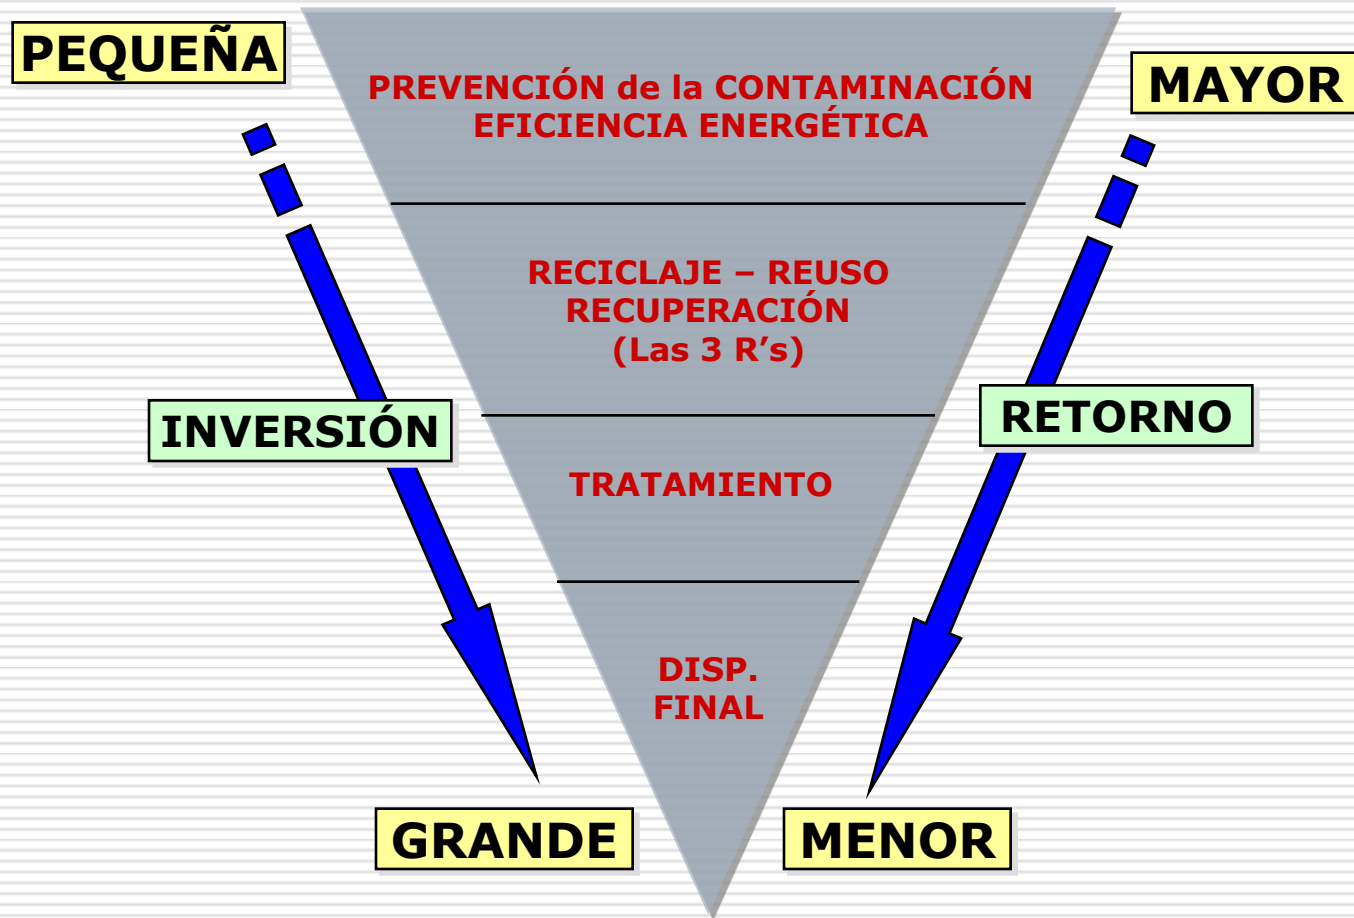 PEQUEÑA
MAYOR
PREVENCIÓN de la CONTAMINACIÓN
EFICIENCIA ENERGÉTICA
RECICLAJE – REUSO
RECUPERACIÓN
(Las 3 R’s)
INVERSIÓN
RETORNO
TRATAMIENTO
DISP.
FINAL
GRANDE
MENOR